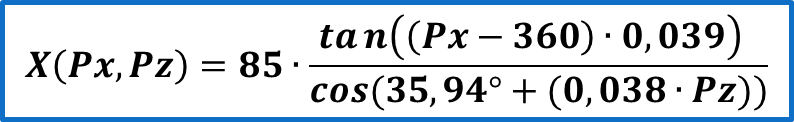 X(Px, Pz) = 85 · tan((Px − 360) · 0,039) / cos(35,94° + (0,038 · Pz))